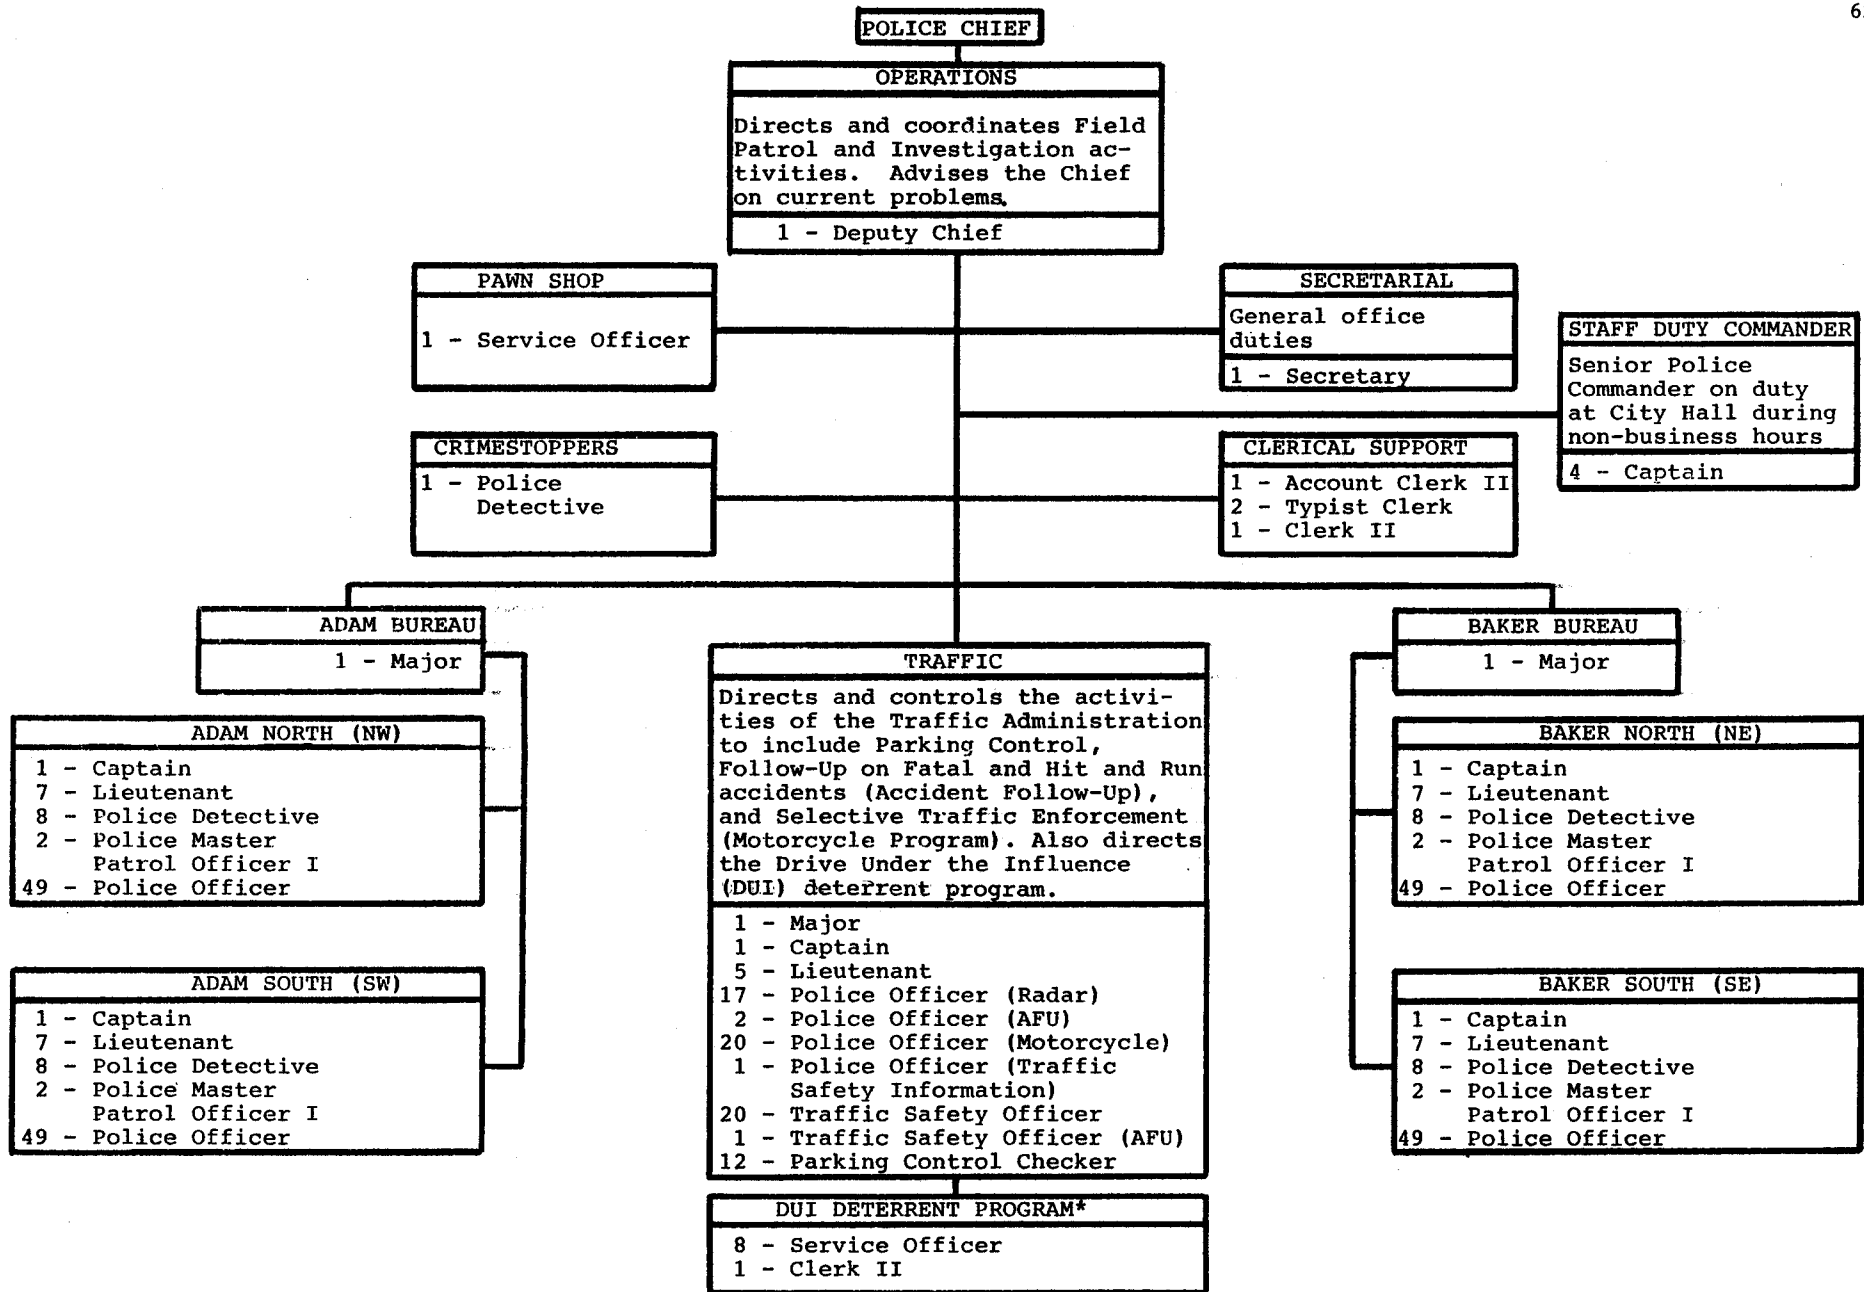 6
POLICE CHIEF
OPERATIONS
Directs and coordinates Field
Patrol and Investigation ac-
tivities. Advises the Chief
on current problems.
1 - Deputy Chief
PAWN SHOP
1 - Service Officer
SECRETARIAL
General office
duties
1 - Secretary
STAFF DUTY COMMANDER
Senior Police
Commander on duty
at City Hall during
non-business hours
4 - Captain
CRIMESTOPPERS
1 - Police
Detective
CLERICAL SUPPORT
1 - Account Clerk II
2 - Typist Clerk
1 - Clerk II
ADAM BUREAU
1 - Major
ADAM NORTH (NW)
1 - Captain
7 - Lieutenant
8 - Police Detective
2 - Police Master
Patrol Officer I
49 - Police Officer
ADAM SOUTH (SW)
1 - Captain
7 - Lieutenant
8 - Police Detective
2 - Police Master
Patrol Officer I
49 - Police Officer
TRAFFIC
Directs and controls the activi-
ties of the Traffic Administration
to include Parking Control,
Follow-Up on Fatal and Hit and Run
accidents (Accident Follow-Up),
and Selective Traffic Enforcement
(Motorcycle Program). Also directs
the Drive Under the Influence
(DUI) deterrent program.
1 - Major
1 - Captain
5 - Lieutenant
17 - Police Officer (Radar)
2 - Police Officer (AFU)
20 - Police Officer (Motorcycle)
1 - Police Officer (Traffic
Safety Information)
20 - Traffic Safety Officer
1 - Traffic Safety Officer (AFU)
12 - Parking Control Checker
DUI DETERRENT PROGRAM*
8 - Service Officer
1 - Clerk II
BAKER BUREAU
1 - Major
BAKER NORTH (NE)
1 - Captain
7 - Lieutenant
8 - Police Detective
2 - Police Master
Patrol Officer I
49 - Police Officer
BAKER SOUTH (SE)
1 - Captain
7 - Lieutenant
8 - Police Detective
2 - Police Master
Patrol Officer I
49 - Police Officer